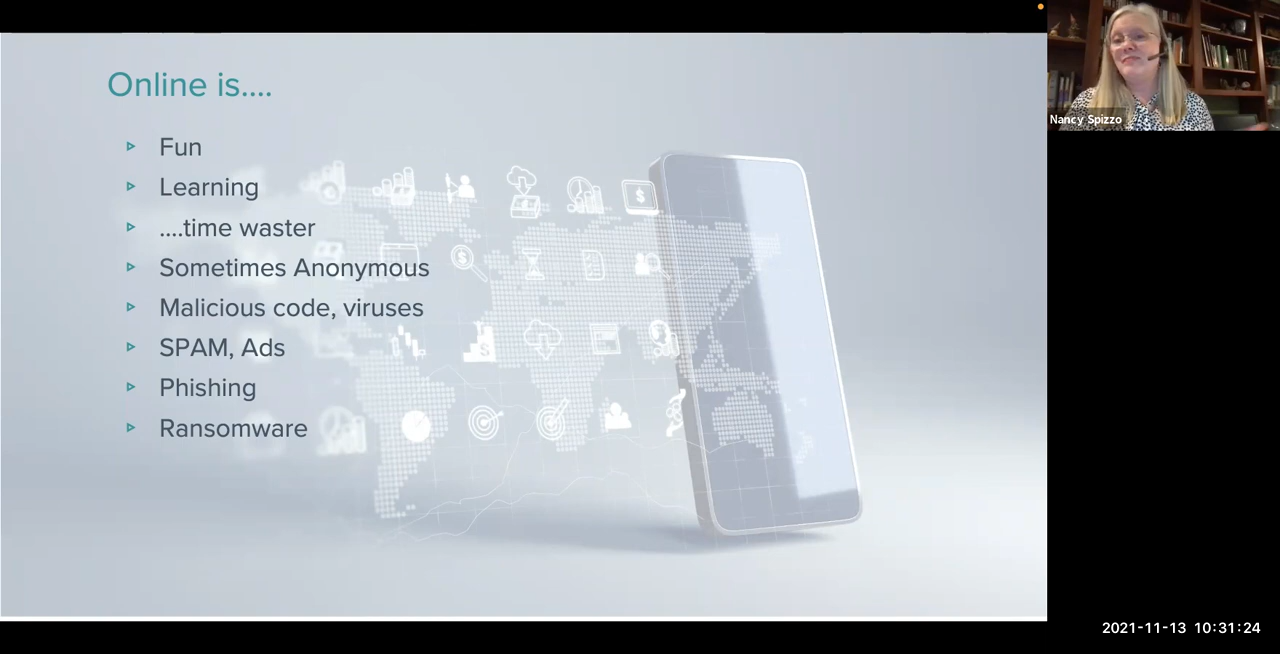 Online is....
Fun
Learning
....time waster
Sometimes Anonymous
Malicious code, viruses
SPAM, Ads
Phishing
Ransomware
Nancy Spizzo
2021-11-13 10:31:24